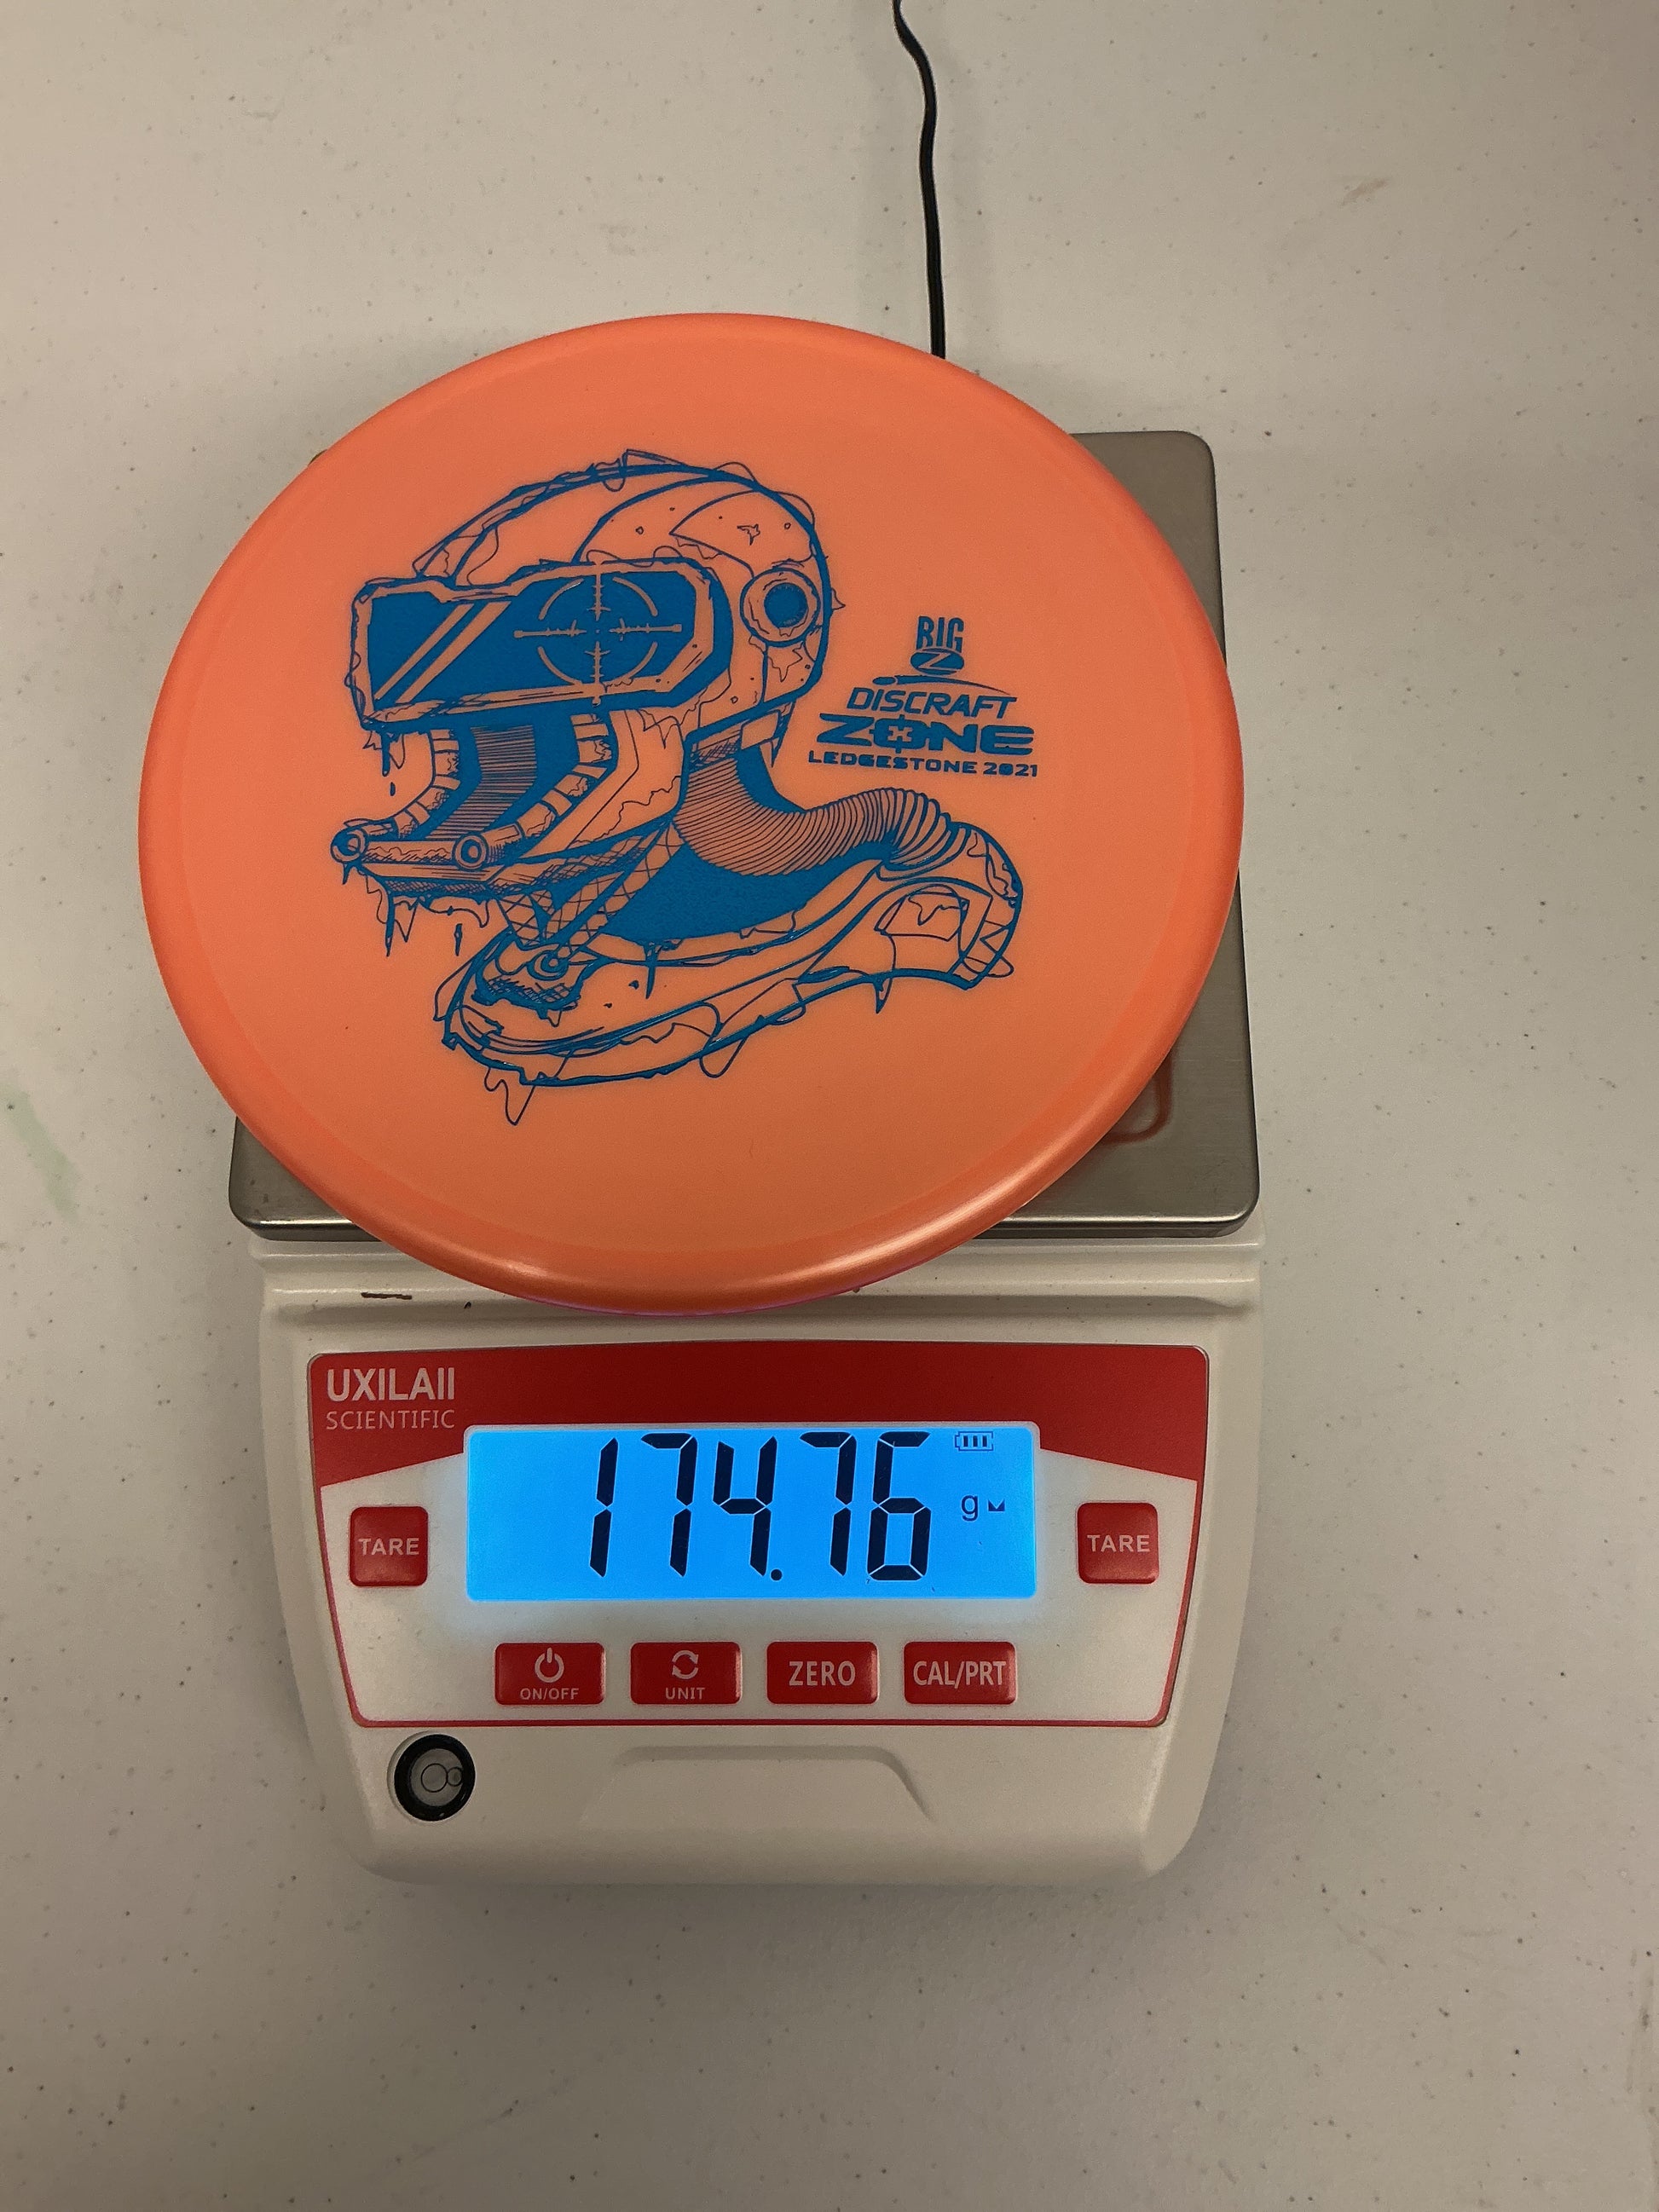 BIG
Z
DISCRAFT
ZONE
LEDGESTONE 2021
UXILAII
SCIENTIFIC
174.76
g
TARE
TARE
ON/OFF
UNIT
ZERO
CAL/PRT